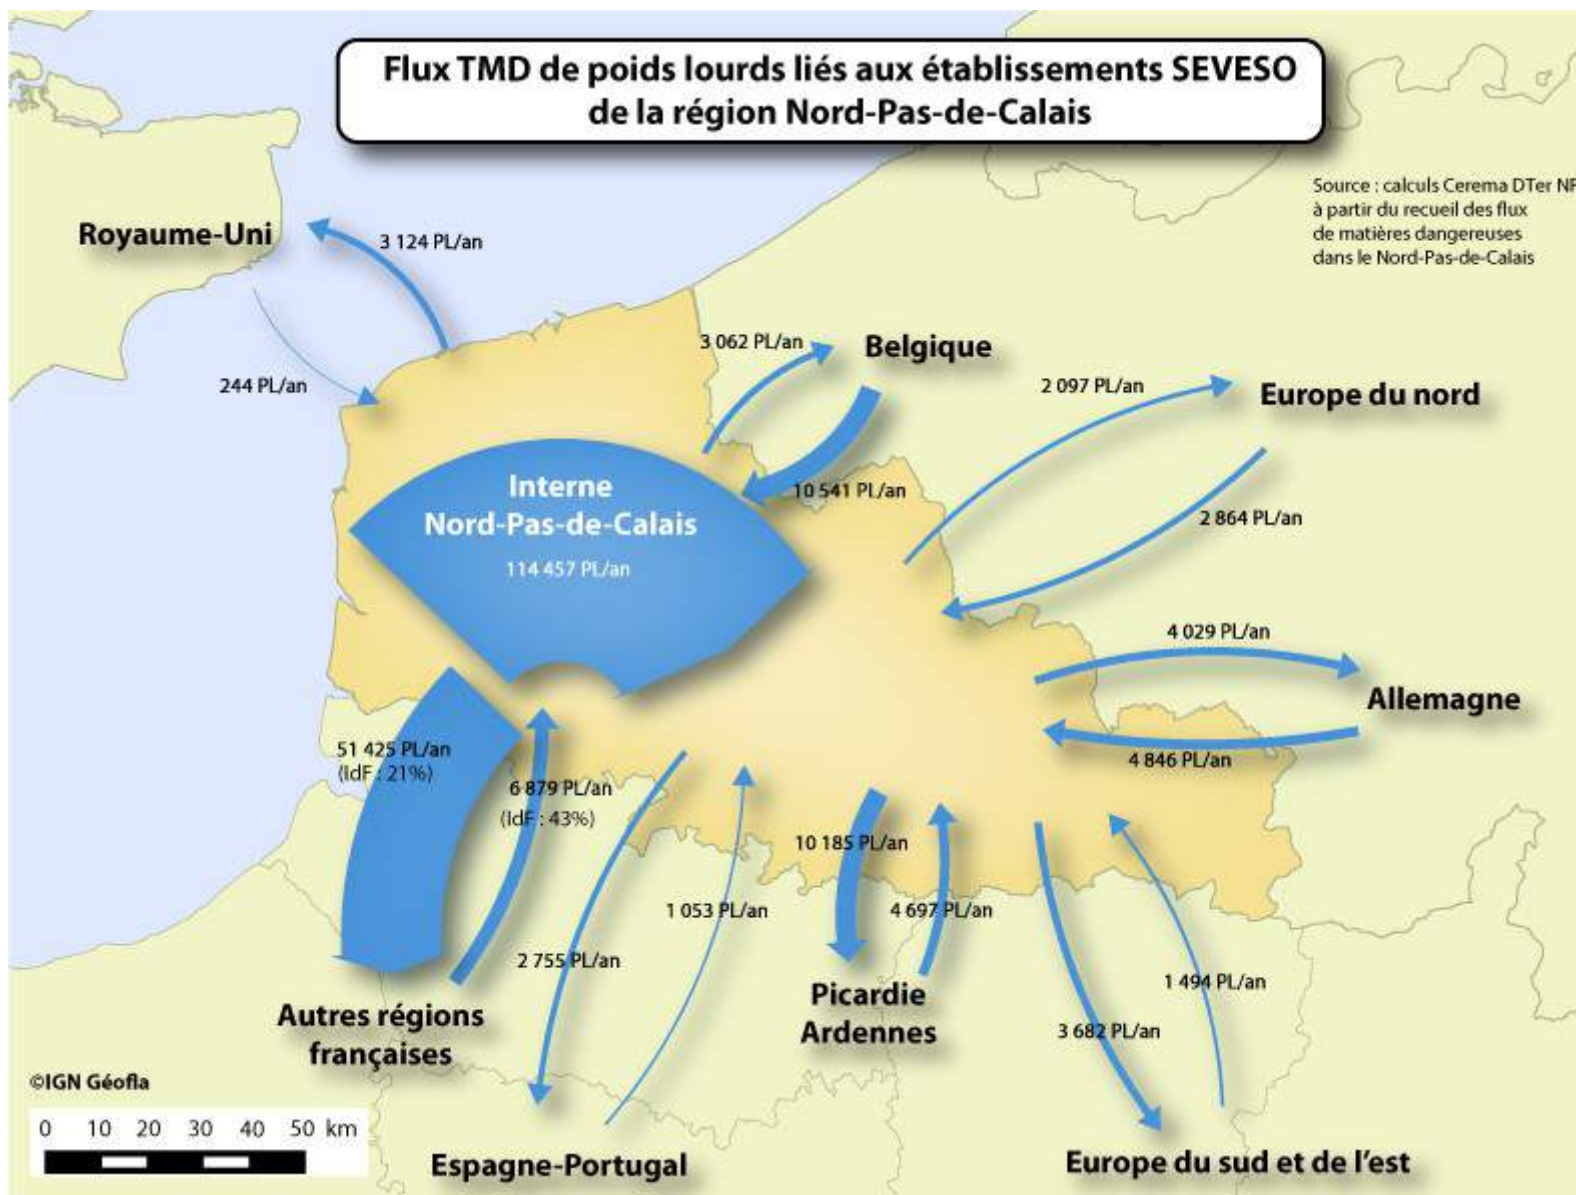 Flux TMD de poids lourds liés aux établissements SEVESO
de la région Nord-Pas-de-Calais
Source : calculs Cerema DTer
à partir du recueil des flux
de matières dangereuses
dans le Nord-Pas-de-Calais
Royaume-Uni
3 124 PL/an
244 PL/an
3 062 PL/an
Belgique
10 541 PL/an
2 097 PL/an
Europe du nord
2 864 PL/an
Interne
Nord-Pas-de-Calais
114 457 PL/an
4 029 PL/an
Allemagne
4 846 PL/an
51 425 PL/an
(IdF : 21%)
6 879 PL/an
(IdF : 43%)
10 185 PL/an
4 697 PL/an
1 053 PL/an
2 755 PL/an
1 494 PL/an
3 682 PL/an
Autres régions
françaises
Picardie
Ardennes
Espagne-Portugal
Europe du sud et de l'est
©IGN Géofla
0 10 20 30 40 50 km